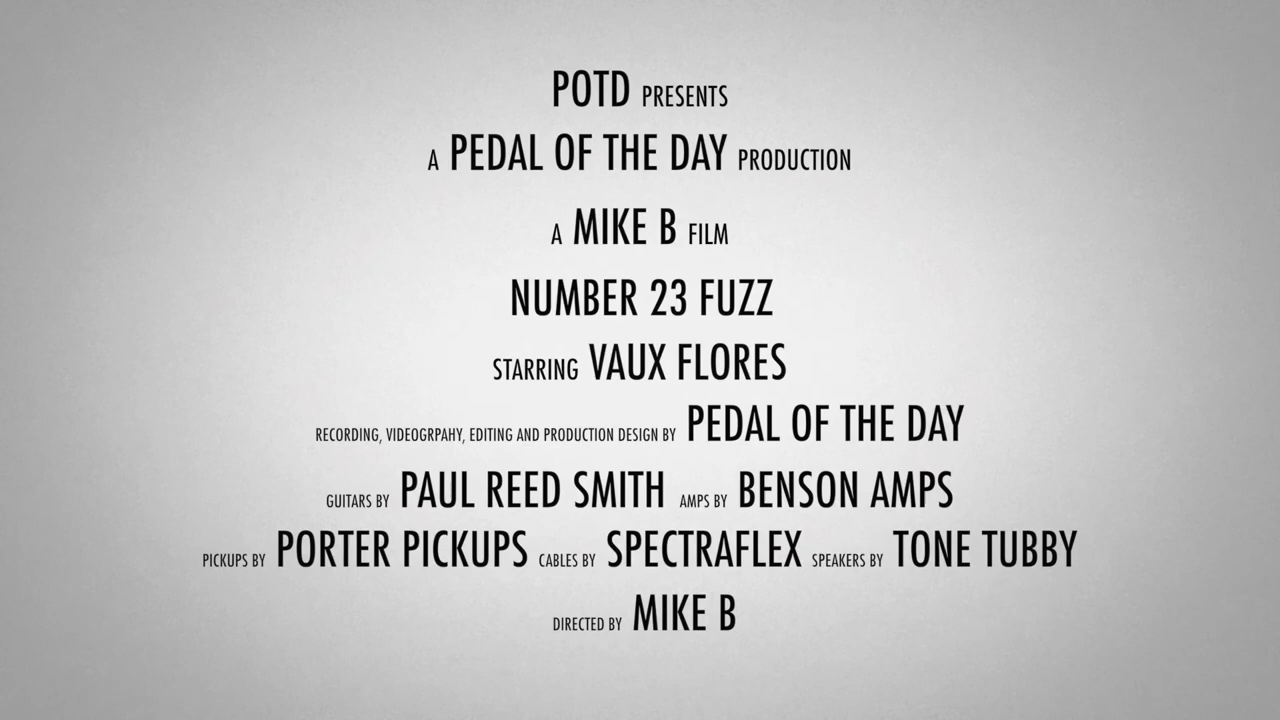 POTD PRESENTS
A PEDAL OF THE DAY PRODUCTION
A MIKE B FILM
NUMBER 23 FUZZ
STARRING VAUX FLORES
RECORDING, VIDEOGRPAHY, EDITING AND PRODUCTION DESIGN BY PEDAL OF THE DAY
GUITARS BY PAUL REED SMITH AMPS BY BENSON AMPS
PICKUPS BY PORTER PICKUPS CABLES BY SPECTRAFLEX SPEAKERS BY TONE TUBBY
DIRECTED BY MIKE B